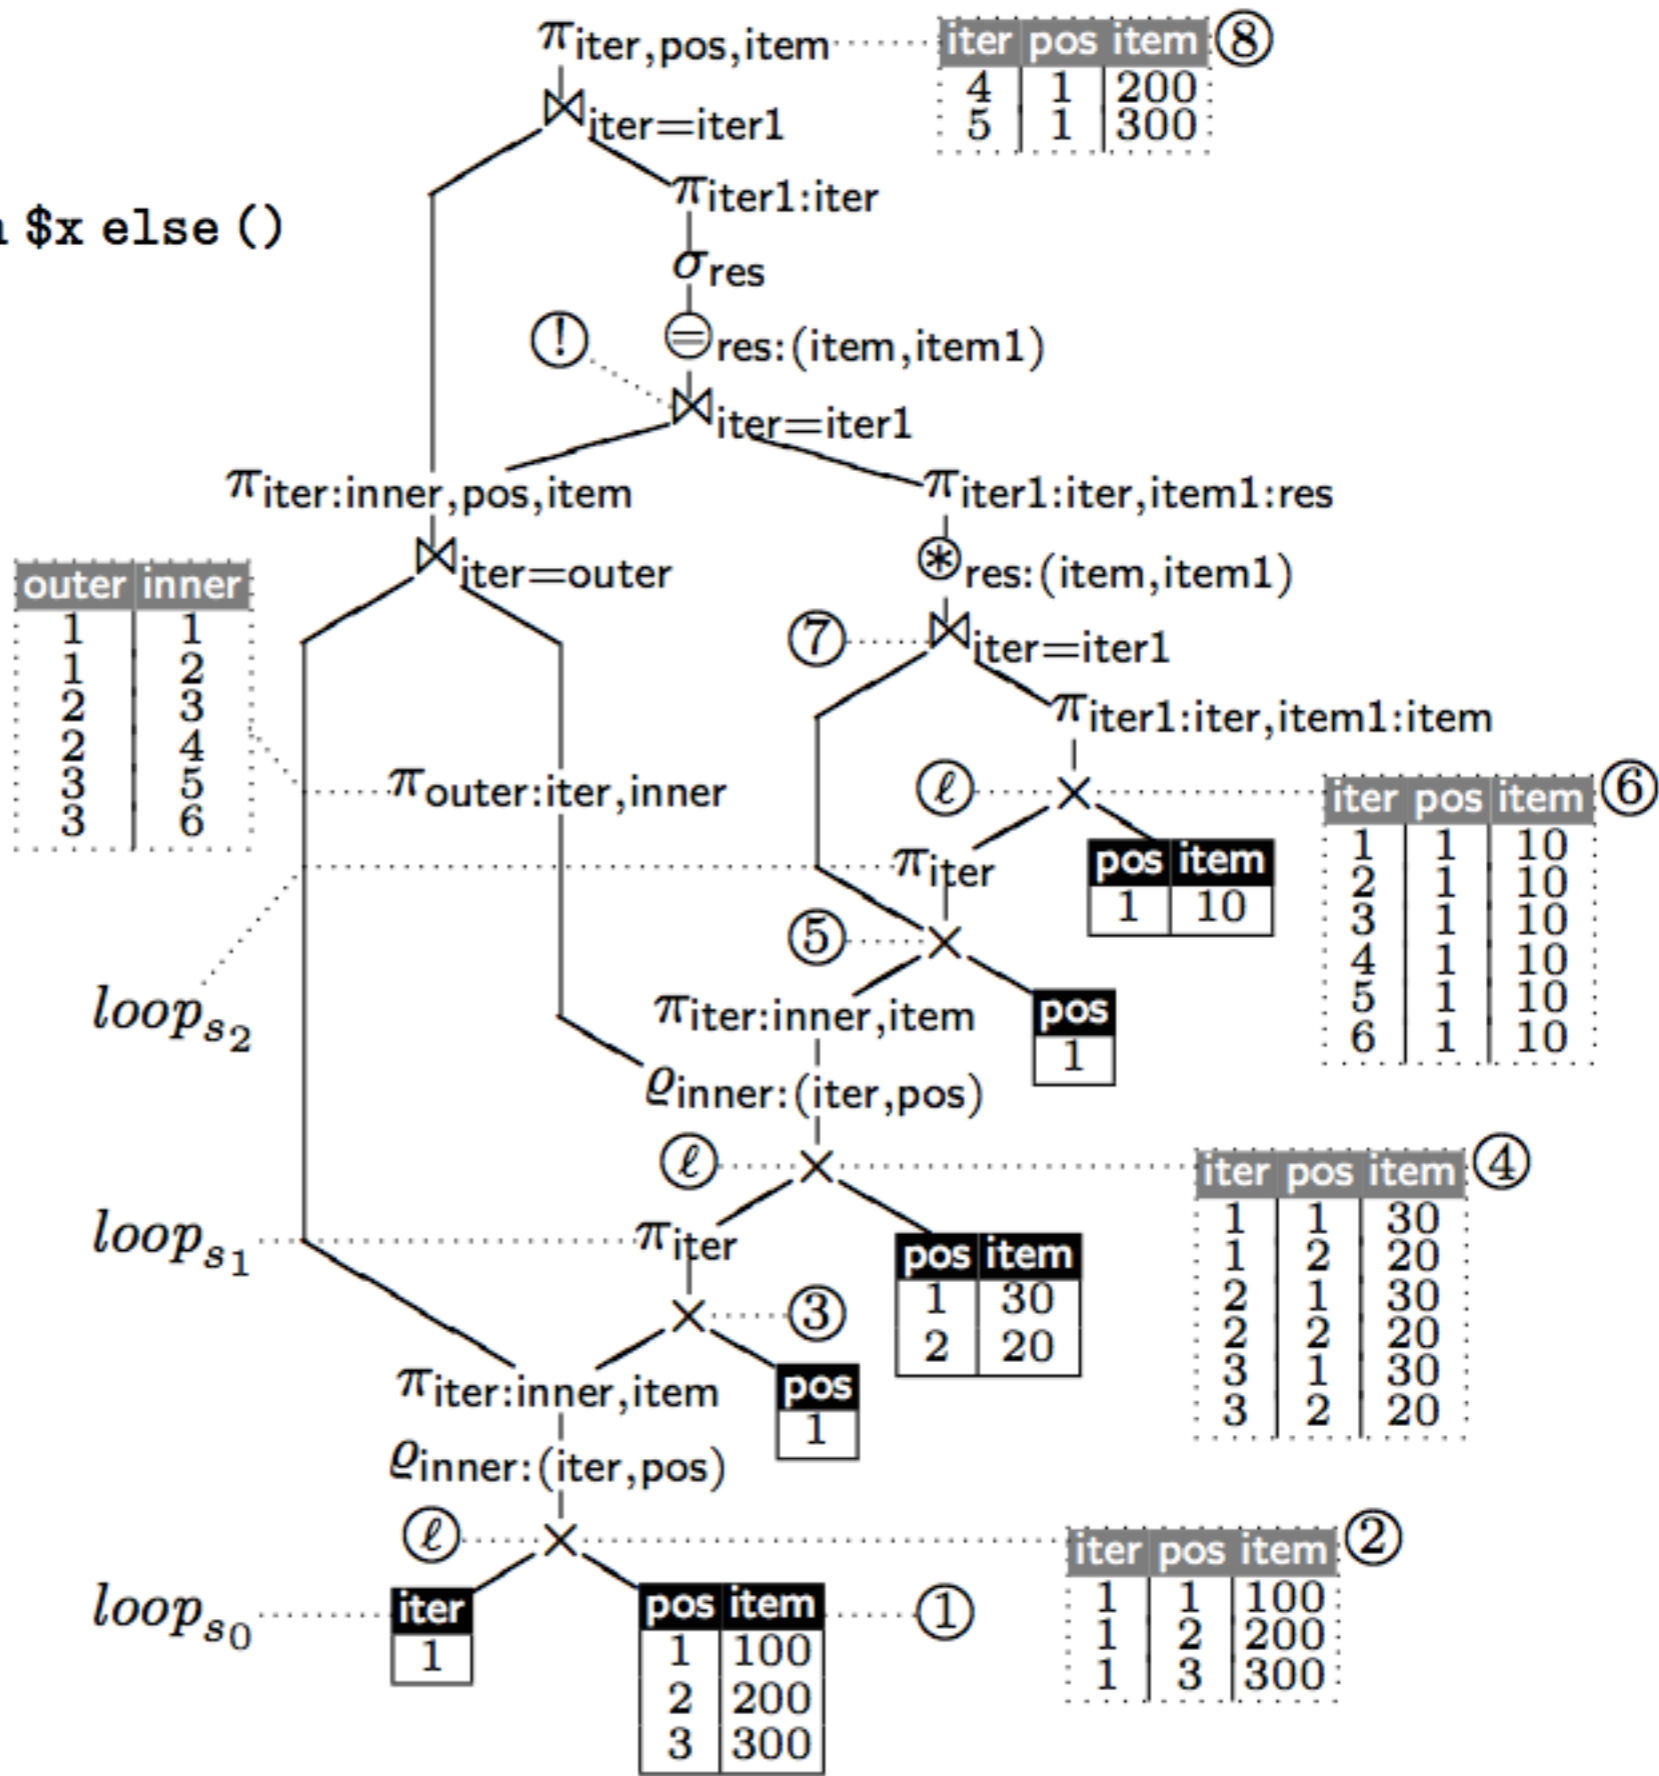 π iter,pos,item
iter pos item ⑧
4 1 200
5 1 300
⋈ iter=iter1
π iter1:iter
$x else ()
σ res
! ⊜ res:(item,item1)
⋈ iter=iter1
π iter:inner,pos,item
π iter1:iter,item1:res
⋈ iter=outer
⊛ res:(item,item1)
outer inner
1 1
1 2
2 3
2 4
3 5
3 6
⑦ ⋈ iter=iter1
π iter1:iter,item1:item
π outer:iter,inner
ℓ ×
iter pos item ⑥
1 1 10
2 1 10
3 1 10
4 1 10
5 1 10
6 1 10
π iter
pos item
1 10
⑤ ×
loop s2
π iter:inner,item
pos
1
ϱ inner:(iter,pos)
ℓ ×
iter pos item ④
1 1 30
1 2 20
2 1 30
2 2 20
3 1 30
3 2 20
loop s1
π iter
pos item
1 30
2 20
× ③
π iter:inner,item
pos
1
ϱ inner:(iter,pos)
ℓ ×
iter pos item ②
1 1 100
1 2 200
1 3 300
loop s0
iter
1
pos item ①
1 100
2 200
3 300